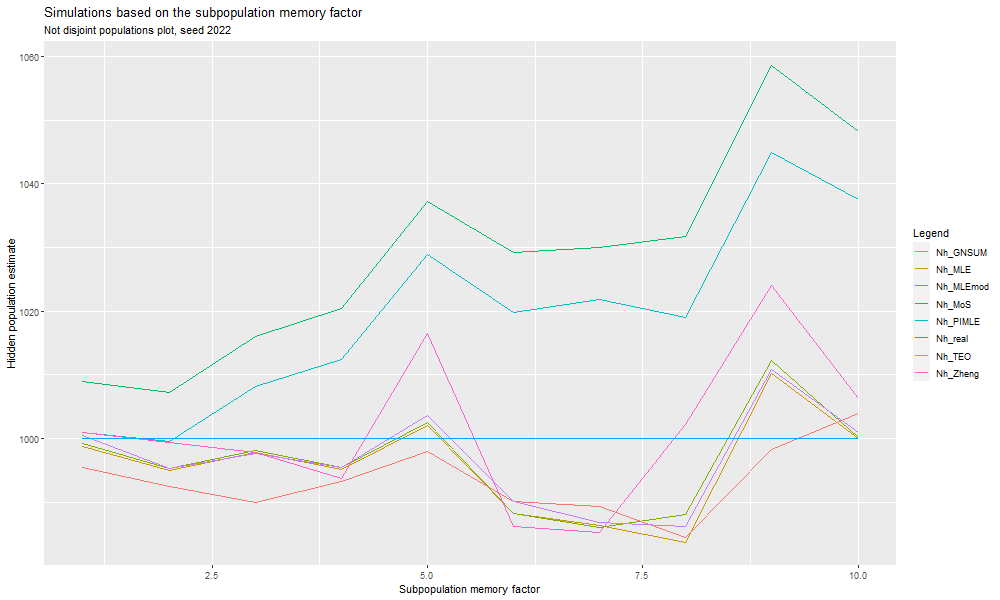 Simulations based on the subpopulation memory factor
Not disjoint populations plot, seed 2022
1060
1040
1020
1000
Hidden population estimate
2.5
5.0
7.5
10.0
Subpopulation memory factor
Legend
Nh_GNSUM
Nh_MLE
Nh_MLEmod
Nh_MoS
Nh_PIMLE
Nh_real
Nh_TEO
Nh_Zheng